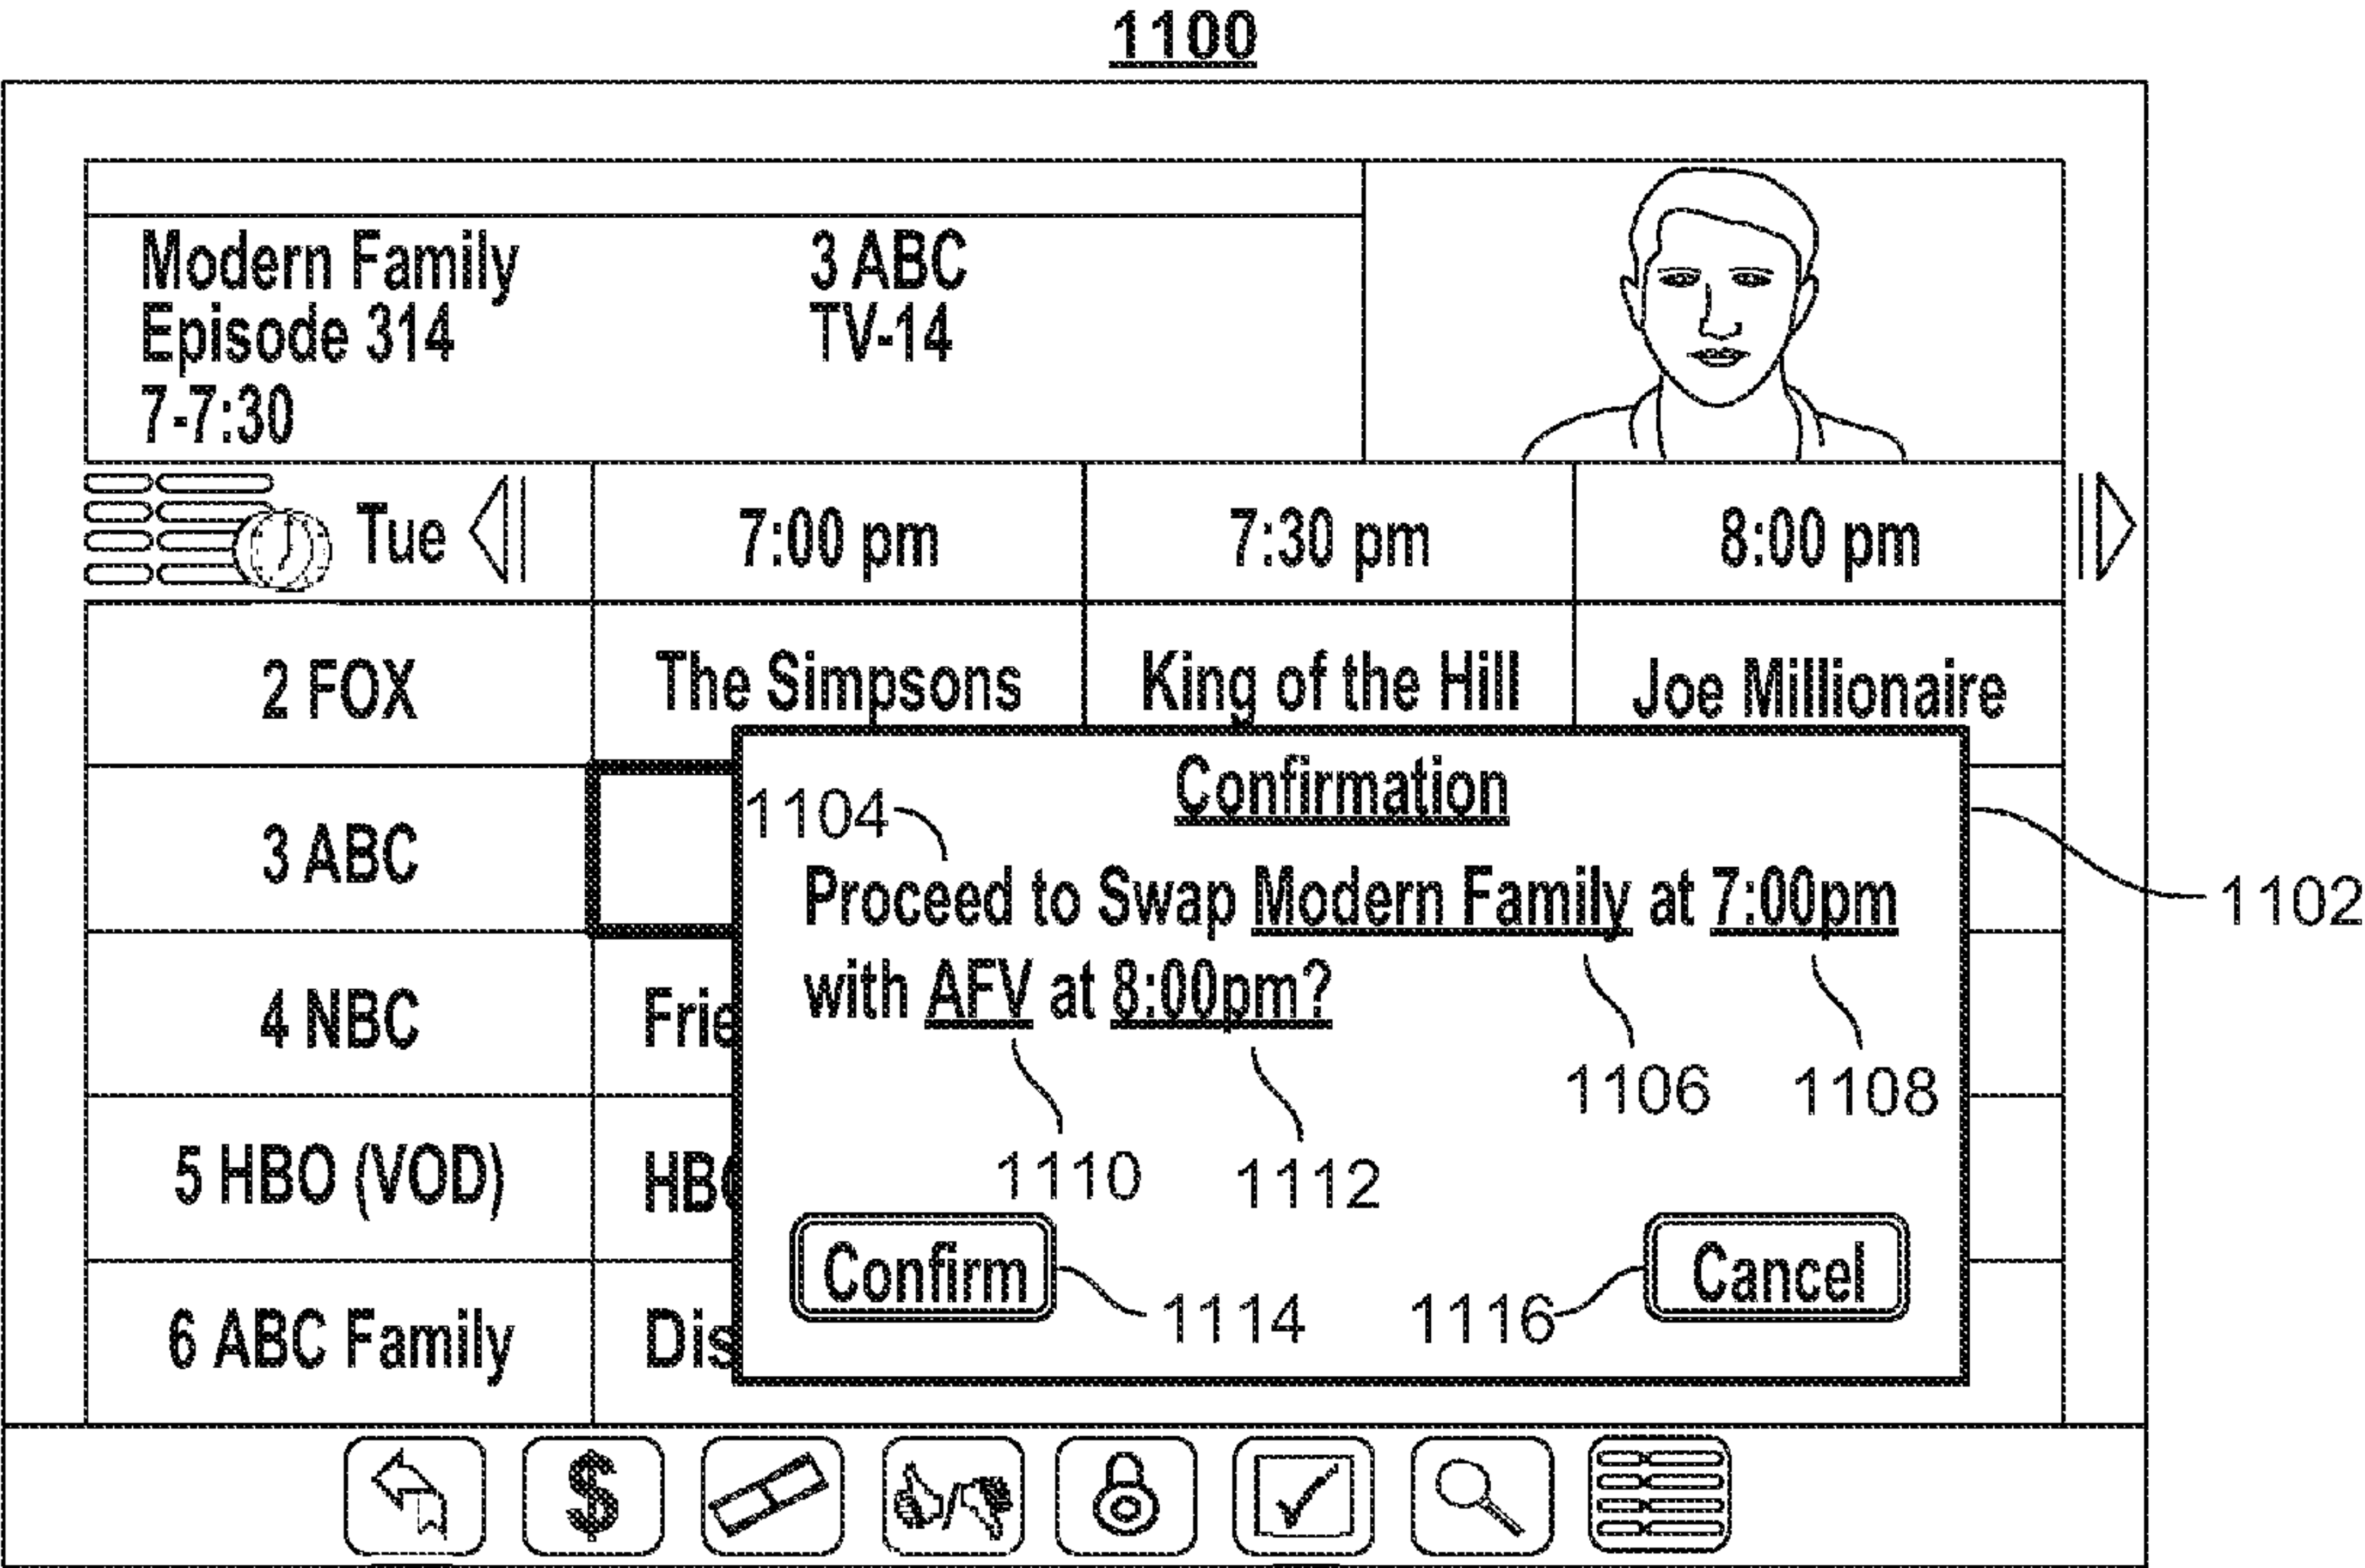 1100
Modern Family 3 ABC
Episode 314 TV-14
7-7:30
Tue 7:00 pm 7:30 pm 8:00 pm
2 FOX The Simpsons King of the Hill Joe Millionaire
Confirmation
1104
3 ABC
Proceed to Swap Modern Family at 7:00pm
1102
with AFV at 8:00pm?
4 NBC Frie
1106 1108
1110 1112
5 HBO (VOD) HBO
Confirm Cancel
1114 1116
6 ABC Family Dis
$